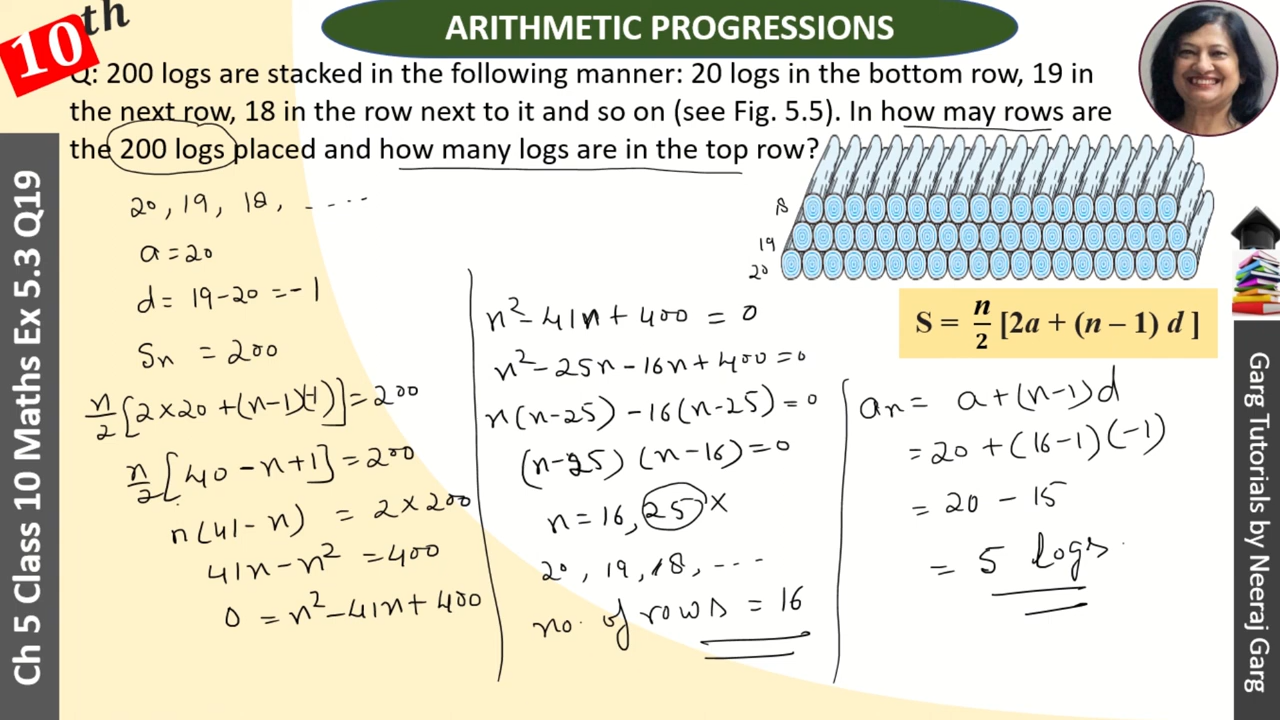 10th
ARITHMETIC PROGRESSIONS
Q: 200 logs are stacked in the following manner: 20 logs in the bottom row, 19 in
the next row, 18 in the row next to it and so on (see Fig. 5.5). In how may rows are
the 200 logs placed and how many logs are in the top row?
20, 19, 18, ....
a = 20
d = 19-20 = -1
Sn = 200
n/2 [2×20 + (n-1)(-1)] = 200
n/2 [40 - n + 1] = 200
n(41 - n) = 2 × 200
41n - n² = 400
0 = n² - 41n + 400
n² - 41n + 400 = 0
n² - 25n - 16n + 400 = 0
n(n-25) - 16(n-25) = 0
(n-25) (n-16) = 0
n = 16, 25 ×
20, 19, 18, ---
no. of rows = 16
18
19
20
S = n/2 [2a + (n – 1) d ]
an = a + (n-1)d
= 20 + (16-1) (-1)
= 20 - 15
= 5 logs
Ch 5 Class 10 Maths Ex 5.3 Q19
Garg Tutorials by Neeraj Garg